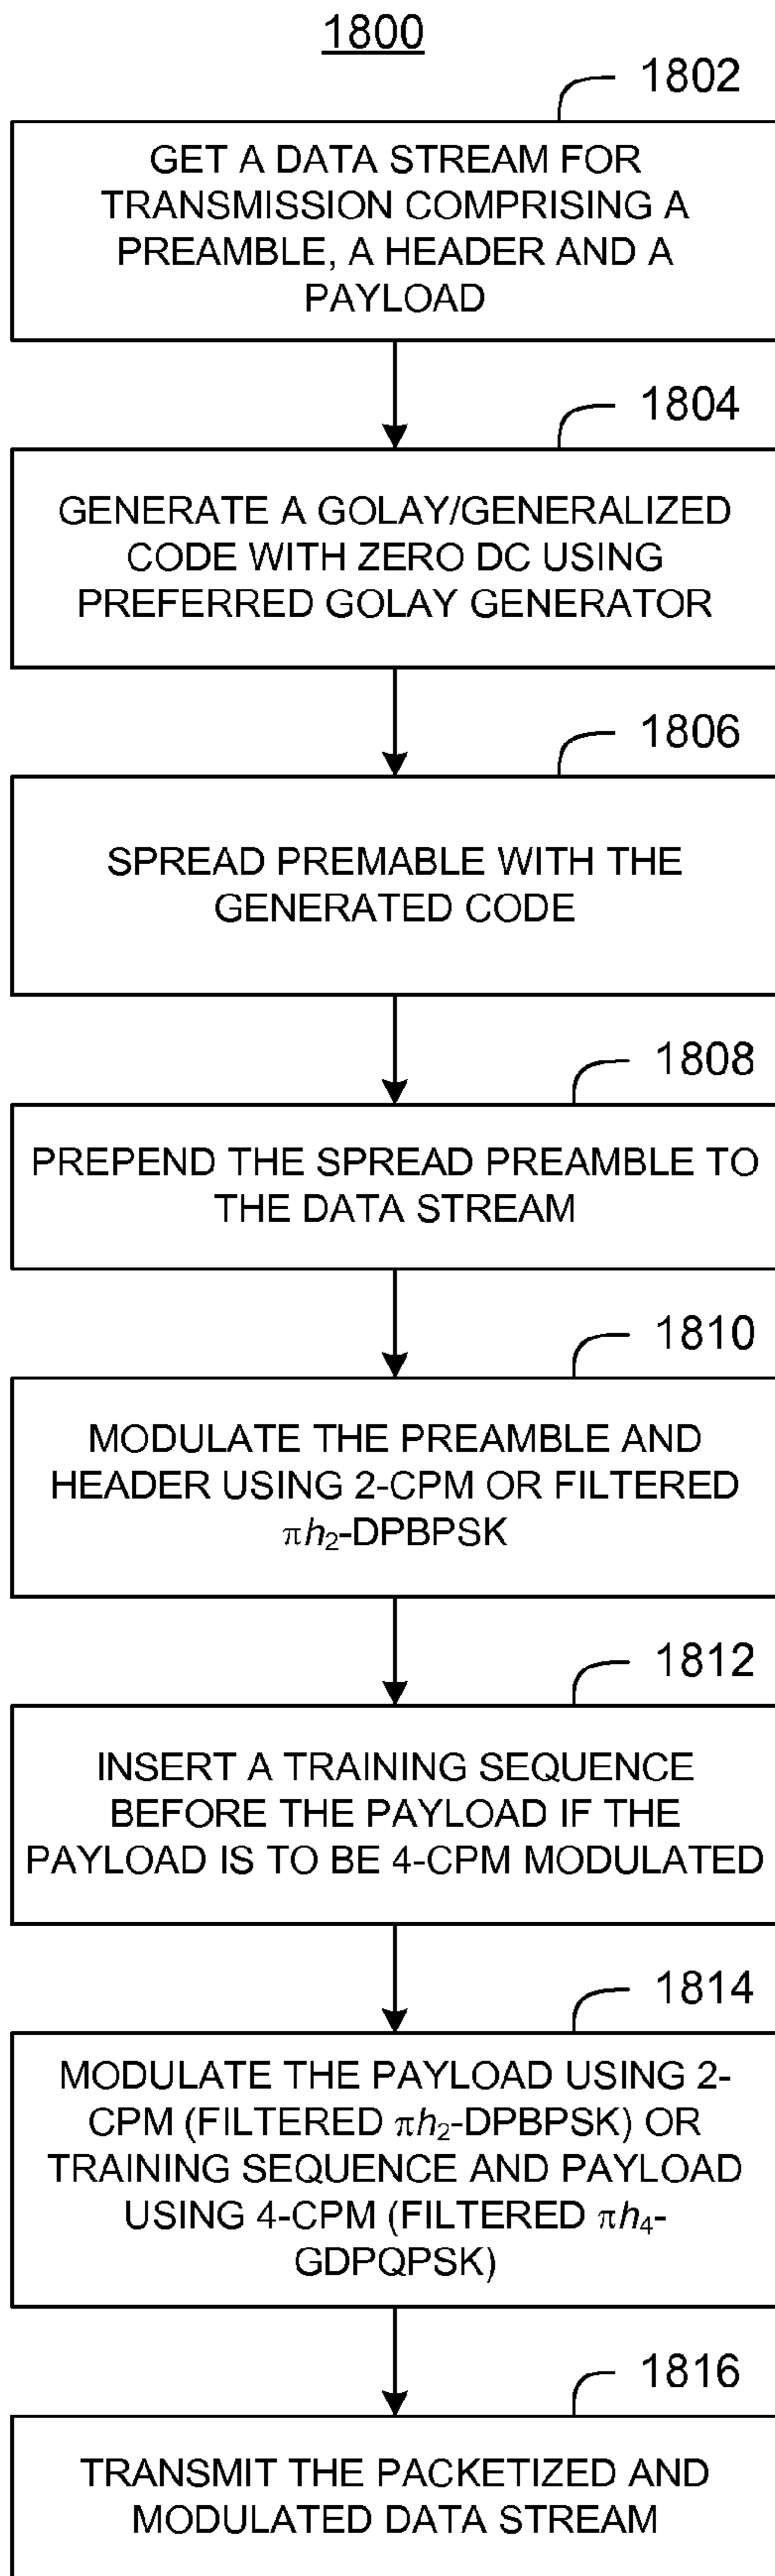 1800
1802
GET A DATA STREAM FOR
TRANSMISSION COMPRISING A
PREAMBLE, A HEADER AND A
PAYLOAD
1804
GENERATE A GOLAY/GENERALIZED
CODE WITH ZERO DC USING
PREFERRED GOLAY GENERATOR
1806
SPREAD PREMABLE WITH THE
GENERATED CODE
1808
PREPEND THE SPREAD PREAMBLE TO
THE DATA STREAM
1810
MODULATE THE PREAMBLE AND
HEADER USING 2-CPM OR FILTERED
πh₂-DPBPSK
1812
INSERT A TRAINING SEQUENCE
BEFORE THE PAYLOAD IF THE
PAYLOAD IS TO BE 4-CPM MODULATED
1814
MODULATE THE PAYLOAD USING 2-
CPM (FILTERED πh₂-DPBPSK) OR
TRAINING SEQUENCE AND PAYLOAD
USING 4-CPM (FILTERED πh₄-
GDPQPSK)
1816
TRANSMIT THE PACKETIZED AND
MODULATED DATA STREAM